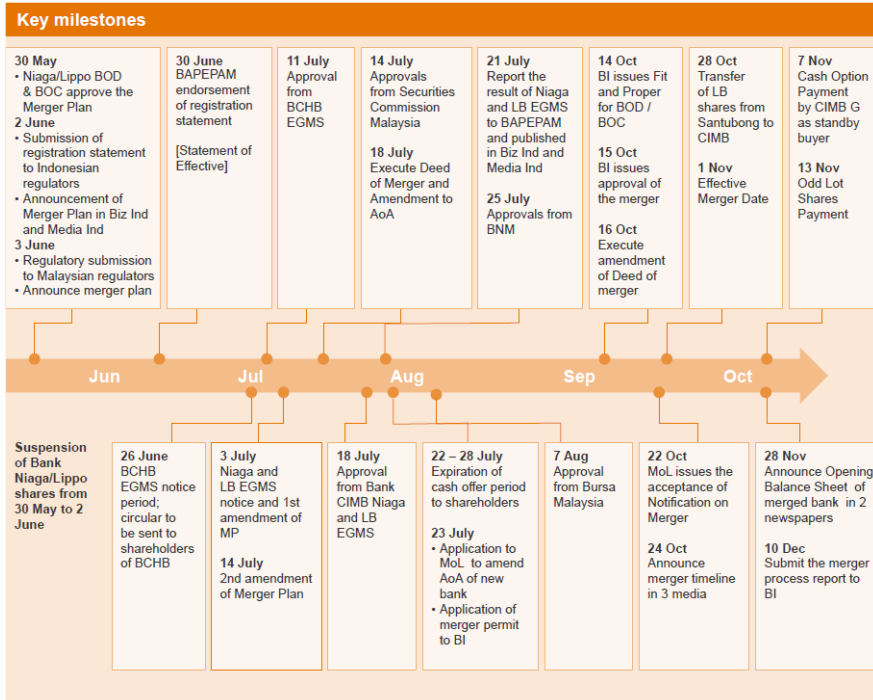 Key milestones
30 May
• Niaga/Lippo BOD
& BOC approve the
Merger Plan
2 June
• Submission of
registration statement
to Indonesian
regulators
• Announcement of
Merger Plan in Biz Ind
and Media Ind
3 June
• Regulatory submission
to Malaysian regulators
• Announce merger plan
30 June
BAPEPAM
endorsement
of registration
statement
[Statement of
Effective]
11 July
Approval
from
BCHB
EGMS
14 July
Approvals
from Securities
Commission
Malaysia
18 July
Execute Deed
of Merger and
Amendment to
AoA
21 July
Report the
result of Niaga
and LB EGMS
to BAPEPAM
and published
in Biz Ind and
Media Ind
25 July
Approvals from
BNM
14 Oct
BI issues Fit
and Proper
for BOD /
BOC
15 Oct
BI issues
approval of
the merger
16 Oct
Execute
amendment
of Deed of
merger
28 Oct
Transfer
of LB
shares from
Santubong to
CIMB
1 Nov
Effective
Merger Date
7 Nov
Cash Option
Payment
by CIMB G
as standby
buyer
13 Nov
Odd Lot
Shares
Payment
Jun
Jul
Aug
Sep
Oct
Suspension
of Bank
Niaga/Lippo
shares from
30 May to 2
June
26 June
BCHB
EGMS notice
period;
circular to
be sent to
shareholders
of BCHB
3 July
Niaga and
LB EGMS
notice and 1st
amendment of
MP
14 July
2nd amendment
of Merger Plan
18 July
Approval
from Bank
CIMB Niaga
and LB
EGMS
22 – 28 July
Expiration of
cash offer period
to shareholders
23 July
• Application to
MoL to amend
AoA of new
bank
• Application of
merger permit
to BI
7 Aug
Approval
from Bursa
Malaysia
22 Oct
MoL issues the
acceptance of
Notification on
Merger
24 Oct
Announce
merger timeline
in 3 media
28 Nov
Announce Opening
Balance Sheet of
merged bank in 2
newspapers
10 Dec
Submit the merger
process report to
BI